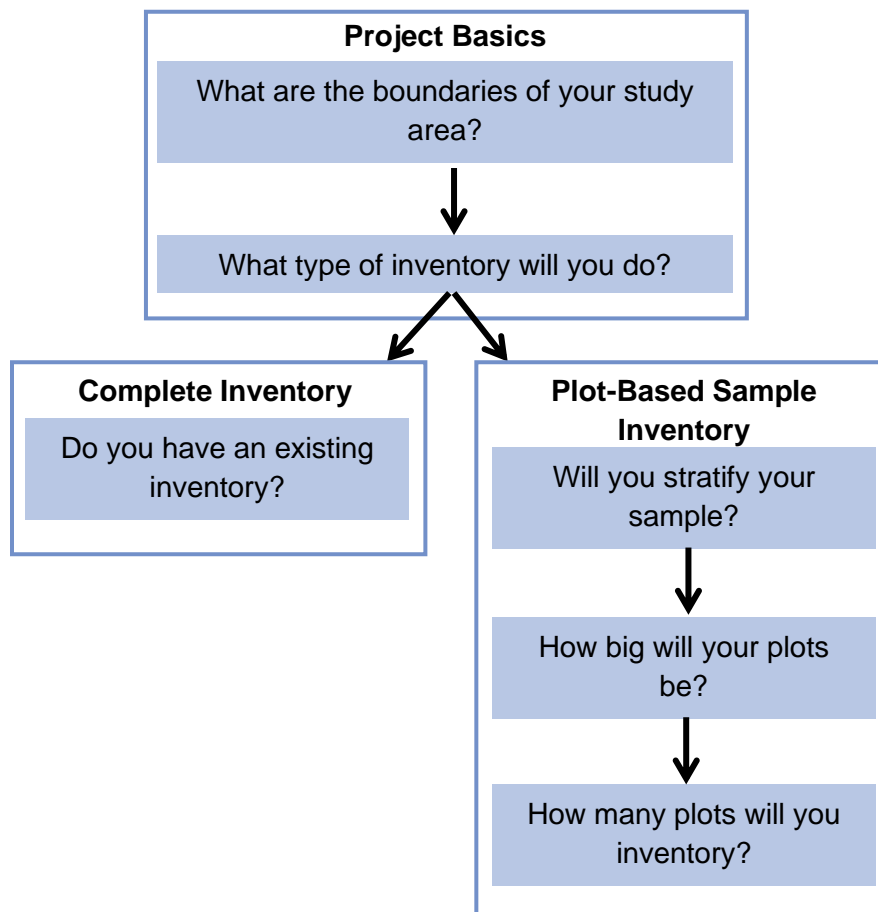 Project Basics
What are the boundaries of your study
area?
What type of inventory will you do?
Complete Inventory
Do you have an existing
inventory?
Plot-Based Sample
Inventory
Will you stratify your
sample?
How big will your plots
be?
How many plots will you
inventory?